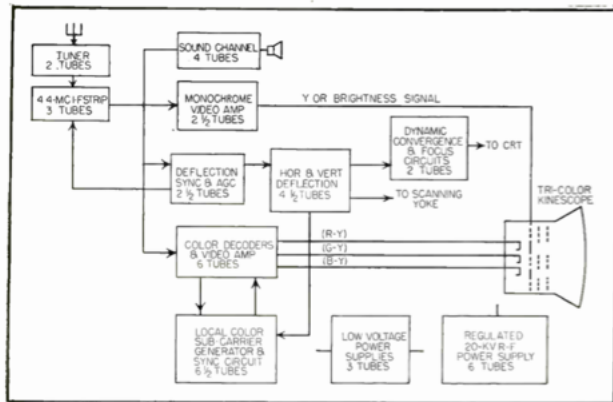 TUNER
2 TUBES
SOUND CHANNEL
4 TUBES
44-MC I-F STRIP
3 TUBES
MONOCHROME
VIDEO AMP
2 ½ TUBES
Y OR BRIGHTNESS SIGNAL
DYNAMIC
CONVERGENCE
& FOCUS
CIRCUITS
2 TUBES
TO CRT
DEFLECTION
SYNC & AGC
2 ½ TUBES
HOR & VERT
DEFLECTION
4 ½ TUBES
TO SCANNING
YOKE
TRI-COLOR
KINESCOPE
COLOR DECODERS
& VIDEO AMP
6 TUBES
(R-Y)
(G-Y)
(B-Y)
LOCAL COLOR
SUB-CARRIER
GENERATOR &
SYNC CIRCUIT
6 ½ TUBES
LOW VOLTAGE
POWER
SUPPLIES
3 TUBES
REGULATED
20-KV R-F
POWER SUPPLY
6 TUBES